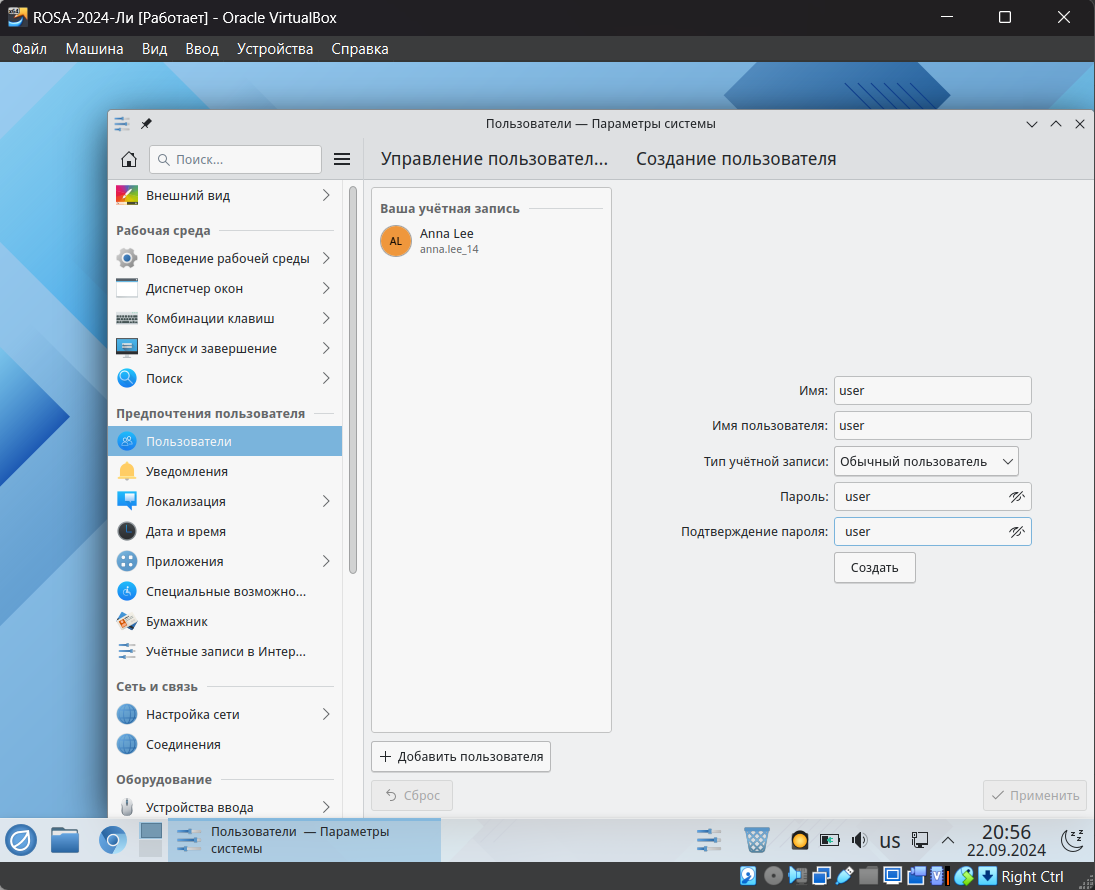 ROSA-2024-Ли [Работает] - Oracle VirtualBox
Файл Машина Вид Ввод Устройства Справка
Пользователи — Параметры системы
Поиск...
Управление пользовател... Создание пользователя
Внешний вид
Рабочая среда
Поведение рабочей среды
Диспетчер окон
Комбинации клавиш
Запуск и завершение
Поиск
Предпочтения пользователя
Пользователи
Уведомления
Локализация
Дата и время
Приложения
Специальные возможно...
Бумажник
Учётные записи в Интер...
Сеть и связь
Настройка сети
Соединения
Оборудование
Устройства ввода
Ваша учётная запись
AL
Anna Lee
anna.lee_14
Добавить пользователя
Сброс
Имя: user
Имя пользователя: user
Тип учётной записи: Обычный пользователь
Пароль: user
Подтверждение пароля: user
Создать
Применить
Пользователи — Параметры
системы
us
20:56
22.09.2024
Right Ctrl